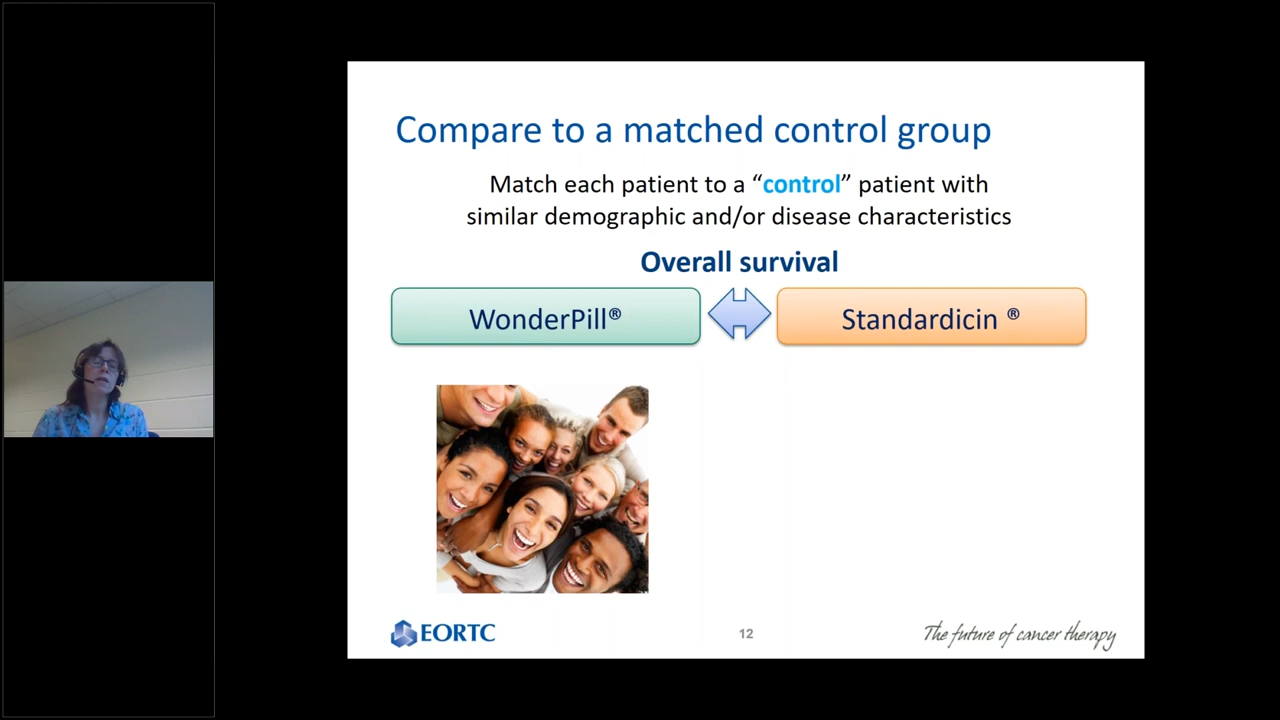 Compare to a matched control group
Match each patient to a “control” patient with
similar demographic and/or disease characteristics
Overall survival
WonderPill®
Standardicin ®
EORTC
12
The future of cancer therapy